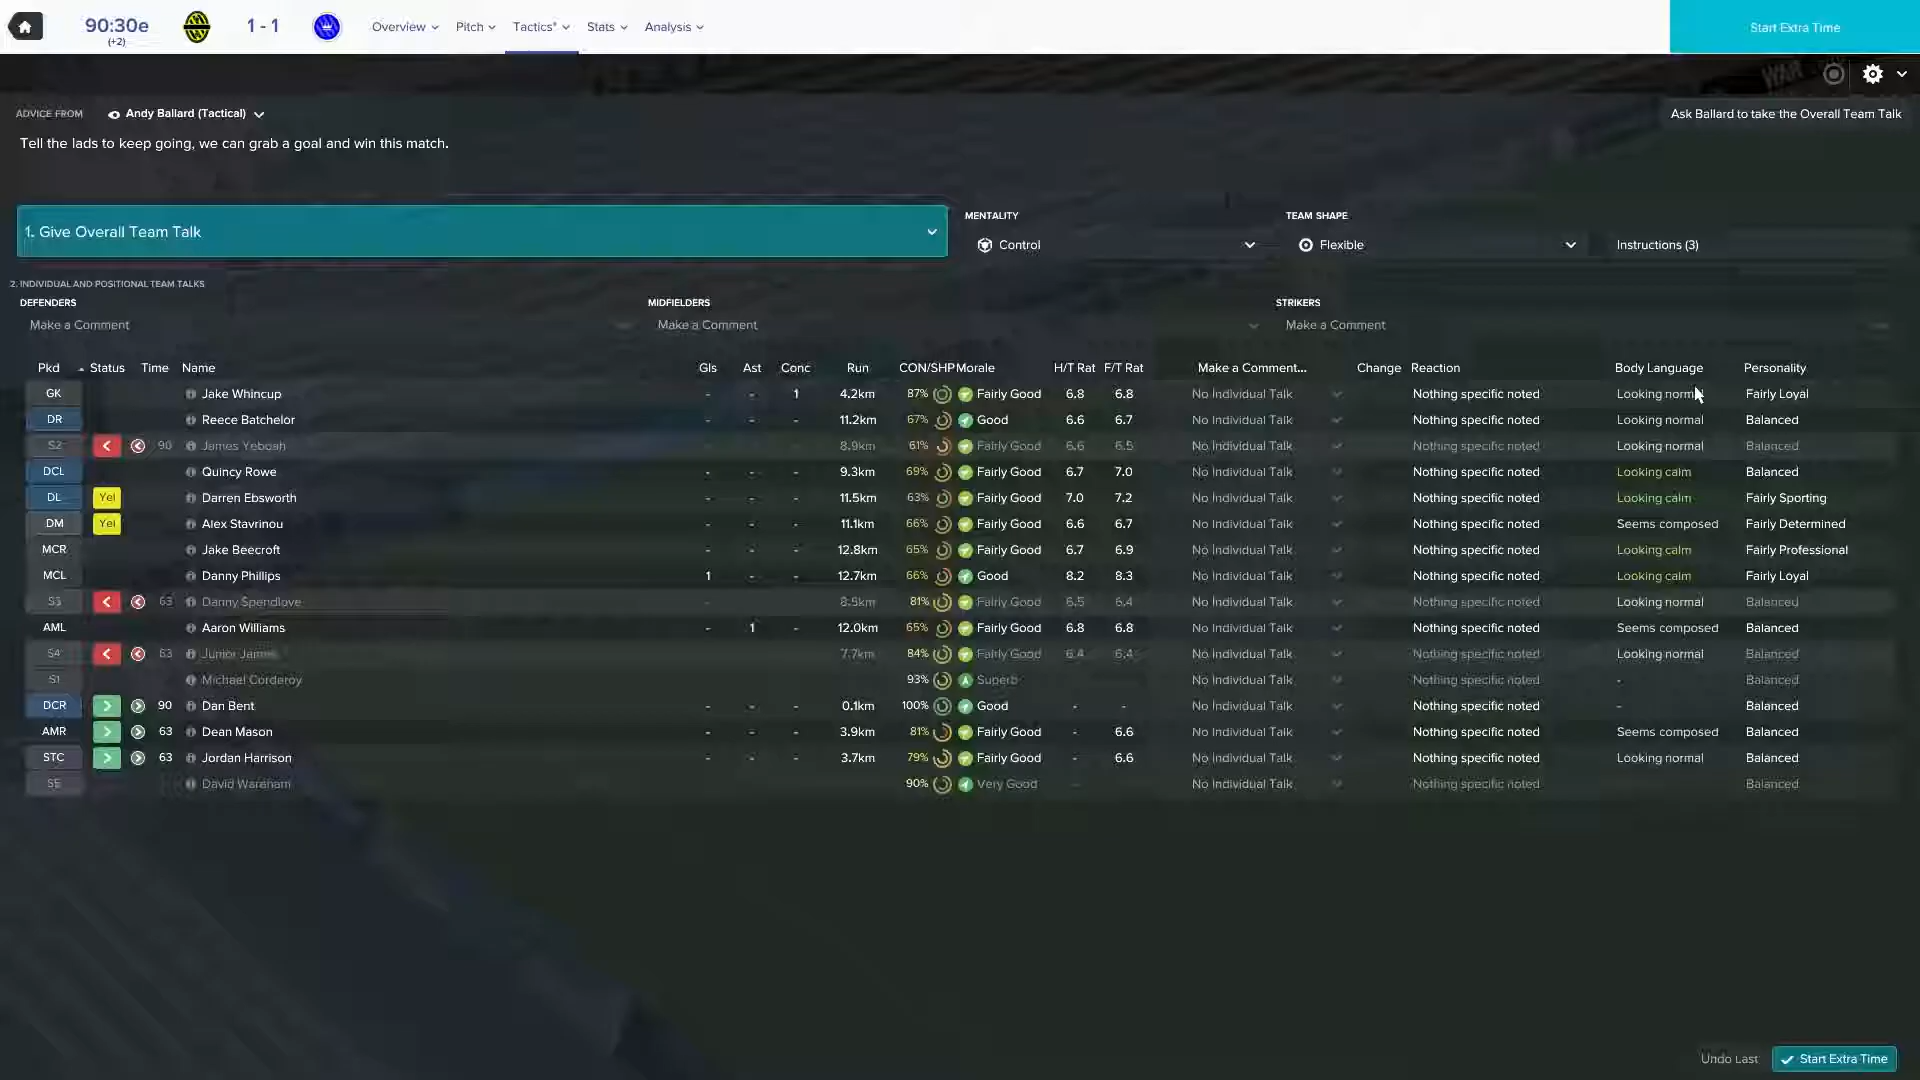 90:30e
(+2)
1 - 1
Overview
Pitch
Tactics*
Stats
Analysis
Start Extra Time
ADVICE FROM
Andy Ballard (Tactical)
Ask Ballard to take the Overall Team Talk
Tell the lads to keep going, we can grab a goal and win this match.
1. Give Overall Team Talk
MENTALITY
Control
TEAM SHAPE
Flexible
Instructions (3)
2. INDIVIDUAL AND POSITIONAL TEAM TALKS
DEFENDERS
Make a Comment
MIDFIELDERS
Make a Comment
STRIKERS
Make a Comment
Pkd Status Time Name Gls Ast Conc Run CON/SHP Morale H/T Rat F/T Rat Make a Comment... Change Reaction Body Language Personality
GK Jake Whincup - - 1 4.2km 87% Fairly Good 6.8 6.8 No Individual Talk Nothing specific noted Looking normal Fairly Loyal
DR Reece Batchelor - - - 11.2km 67% Good 6.6 6.7 No Individual Talk Nothing specific noted Looking normal Balanced
S2 90 James Yeboah 8.9km 61% Fairly Good 6.6 6.5 No Individual Talk Nothing specific noted Looking normal Balanced
DCL Quincy Rowe - - - 9.3km 69% Fairly Good 6.7 7.0 No Individual Talk Nothing specific noted Looking calm Balanced
DL Yel Darren Ebsworth - - - 11.5km 63% Fairly Good 7.0 7.2 No Individual Talk Nothing specific noted Looking calm Fairly Sporting
DM Yel Alex Stavrinou - - - 11.1km 66% Fairly Good 6.6 6.7 No Individual Talk Nothing specific noted Seems composed Fairly Determined
MCR Jake Beecroft - - - 12.8km 65% Fairly Good 6.7 6.9 No Individual Talk Nothing specific noted Looking calm Fairly Professional
MCL Danny Phillips 1 - - 12.7km 66% Good 8.2 8.3 No Individual Talk Nothing specific noted Looking calm Fairly Loyal
S3 63 Danny Spendlove - 8.5km 81% Fairly Good 6.5 6.4 No Individual Talk Nothing specific noted Looking normal Balanced
AML Aaron Williams - 1 - 12.0km 65% Fairly Good 6.8 6.8 No Individual Talk Nothing specific noted Seems composed Balanced
S4 63 Junior James 7.7km 84% Fairly Good 6.4 6.4 No Individual Talk Nothing specific noted Looking normal Balanced
S1 Michael Corderoy 93% Superb No Individual Talk Nothing specific noted - Balanced
DCR 90 Dan Bent - - - 0.1km 100% Good - - No Individual Talk Nothing specific noted - Balanced
AMR 63 Dean Mason - - - 3.9km 81% Fairly Good - 6.6 No Individual Talk Nothing specific noted Seems composed Balanced
STC 63 Jordan Harrison - - - 3.7km 79% Fairly Good - 6.6 No Individual Talk Nothing specific noted Looking normal Balanced
David Wareham 90% Very Good - No Individual Talk Nothing specific noted Balanced
Undo Last
Start Extra Time